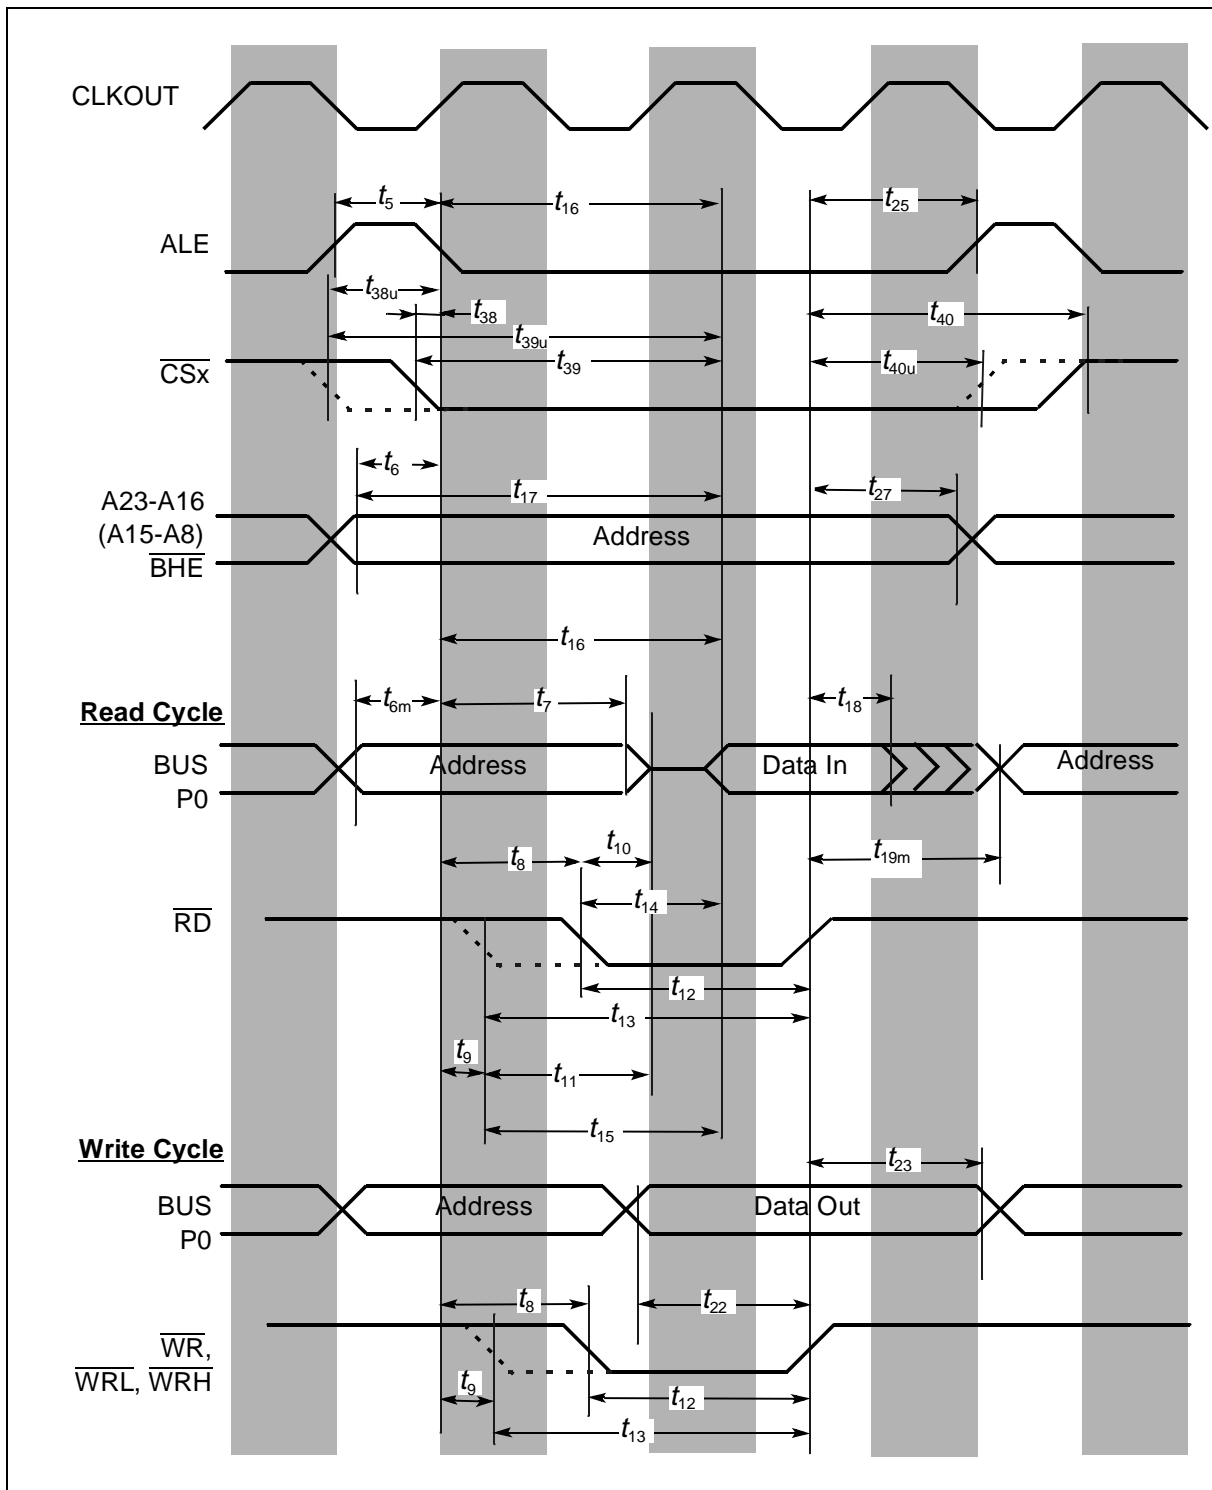 CLKOUT
t5
t16
t25
ALE
t38u
t38
t40
t39u
CSx
t39
t40u
t6
A23-A16
t17
t27
(A15-A8)
Address
BHE
t16
t6m
t7
t18
Read Cycle
BUS
Address
Data In
Address
P0
t10
t8
t19m
t14
RD
t12
t13
t9
t11
t15
Write Cycle
t23
BUS
Address
Data Out
P0
t8
t22
WR,
WRL, WRH
t9
t12
t13